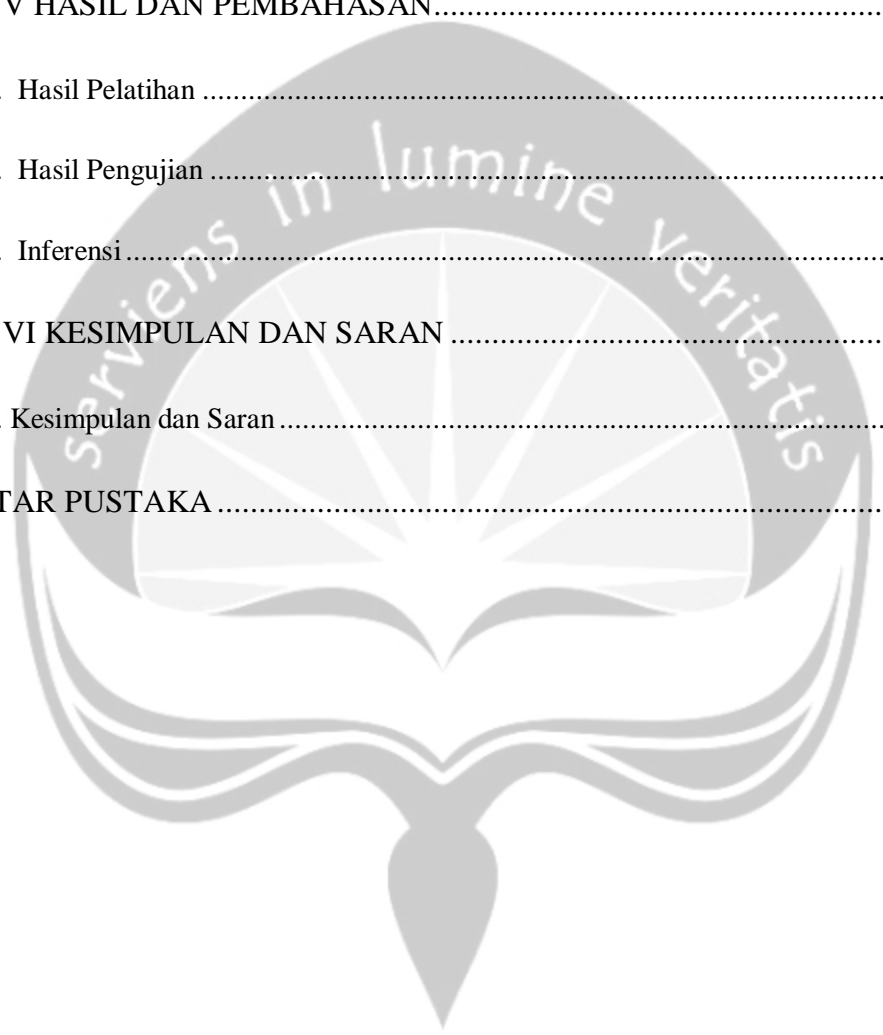 V HASIL DAN PEMBAHASAN....................................................
. Hasil Pelatihan ....................................................
. Hasil Pengujian ....................................................
. Inferensi....................................................
VI KESIMPULAN DAN SARAN ....................................................
. Kesimpulan dan Saran ....................................................
TAR PUSTAKA ....................................................
serviens in lumine veritatis